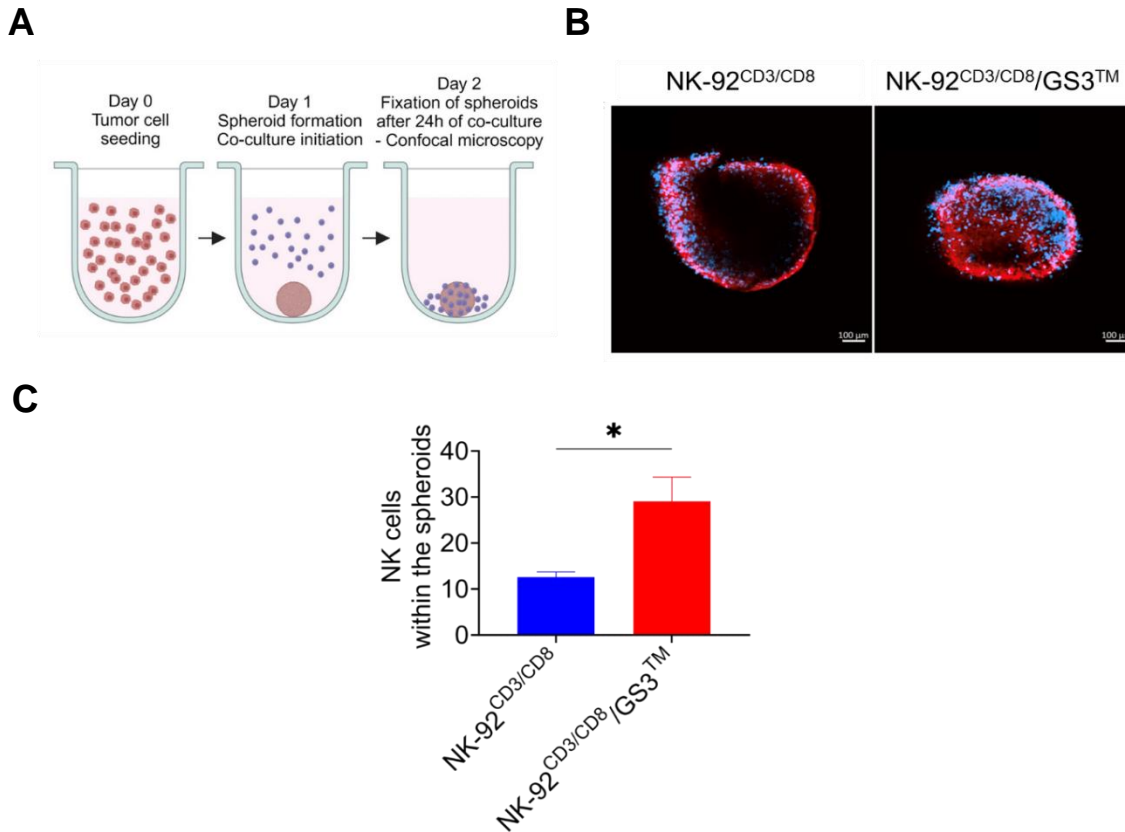 A
Day 0
Tumor cell
seeding
Day 1
Spheroid formation
Co-culture initiation
Day 2
Fixation of spheroids
after 24h of co-culture
- Confocal microscopy
B
NK-92CD3/CD8
NK-92CD3/CD8/GS3TM
100 µm
100 µm
C
NK cells
within the spheroids
40
30
20
10
0
*
NK-92CD3/CD8
NK-92CD3/CD8/GS3TM